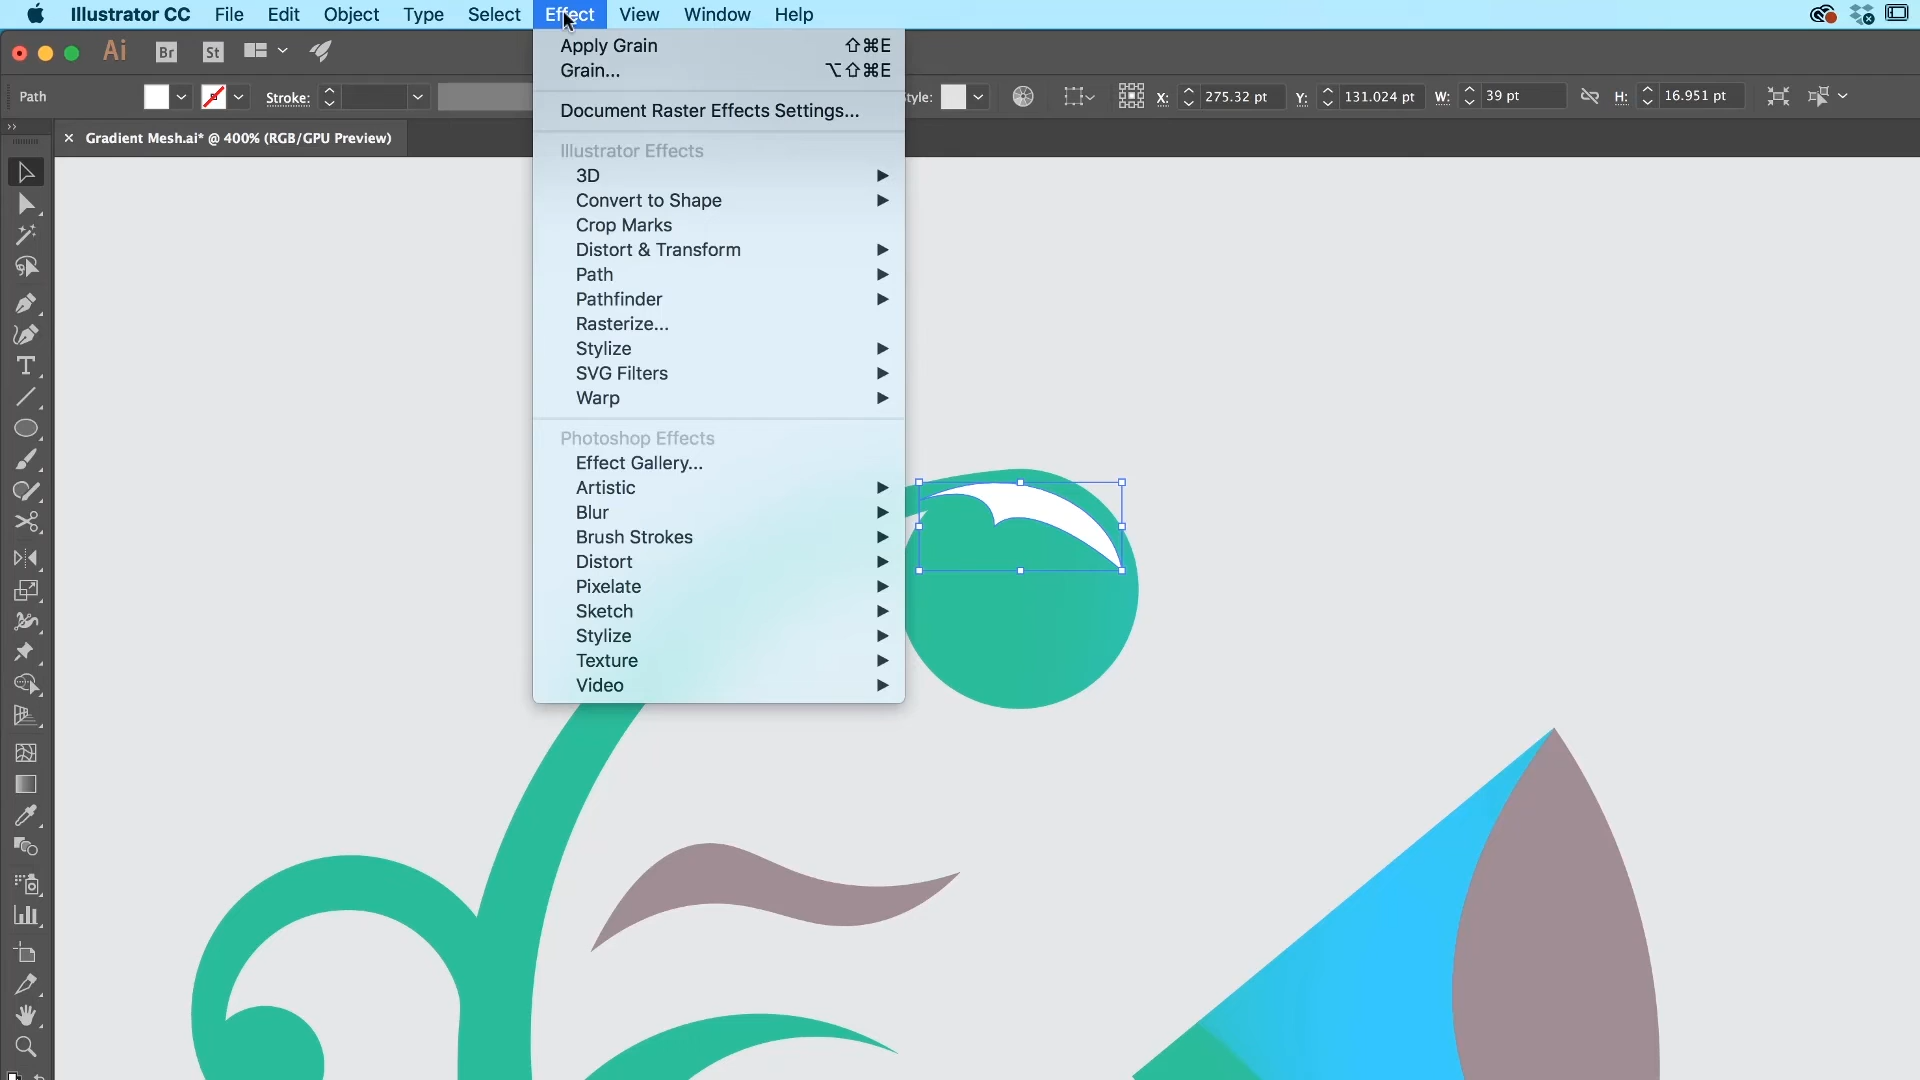 Illustrator CC File Edit Object Type Select Effect View Window Help
Ai Br St
Path Stroke: tyle: X: 275.32 pt Y: 131.024 pt W: 39 pt H: 16.951 pt
Gradient Mesh.ai* @ 400% (RGB/GPU Preview)
Apply Grain ⇧⌘E
Grain... ⌥⇧⌘E
Document Raster Effects Settings...
Illustrator Effects
3D
Convert to Shape
Crop Marks
Distort & Transform
Path
Pathfinder
Rasterize...
Stylize
SVG Filters
Warp
Photoshop Effects
Effect Gallery...
Artistic
Blur
Brush Strokes
Distort
Pixelate
Sketch
Stylize
Texture
Video